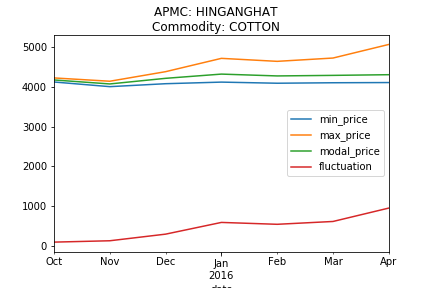 APMC: HINGANGHAT
Commodity: COTTON
5000
4000
3000
2000
1000
0
min_price
max_price
modal_price
fluctuation
Oct Nov Dec Jan Feb Mar Apr
2016